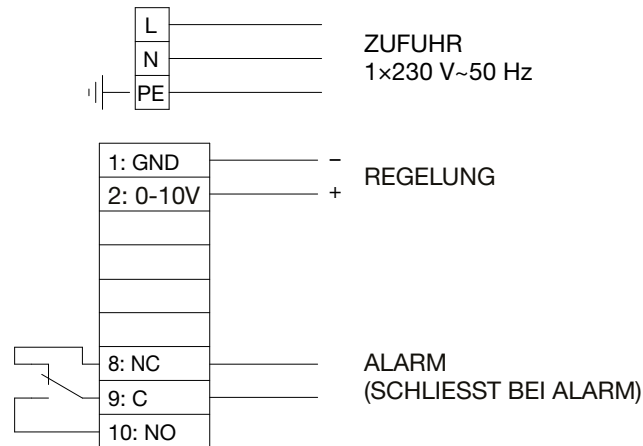 L
N
PE
ZUFUHR
1×230 V~50 Hz
1: GND −
2: 0-10V +
REGELUNG
8: NC
9: C
10: NO
ALARM
(SCHLIESST BEI ALARM)